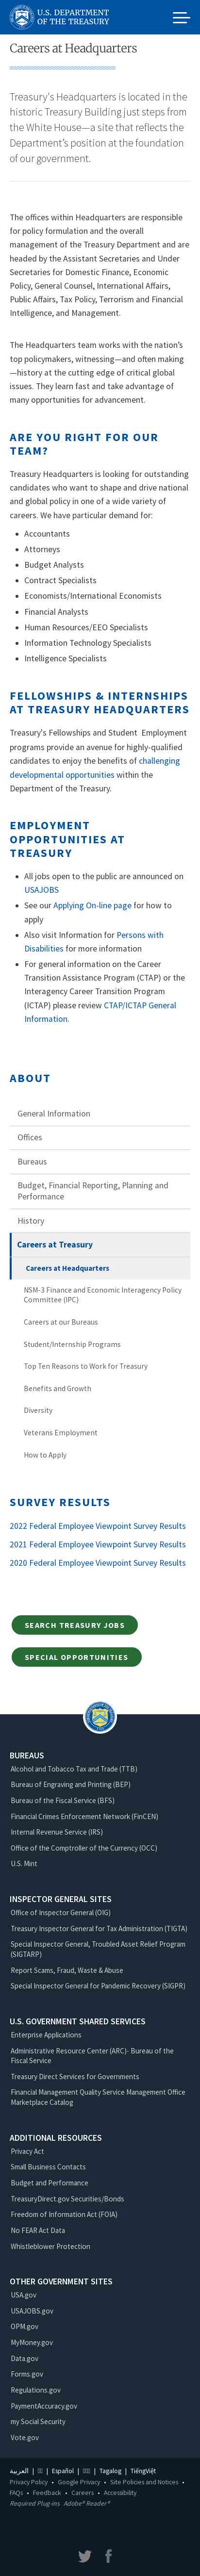 U.S. DEPARTMENT
OF THE TREASURY
Careers at Headquarters
Treasury's Headquarters is located in the
historic Treasury Building just steps from
the White House—a site that reflects the
Department's position at the foundation
of our government.
The offices within Headquarters are responsible
for policy formulation and the overall
management of the Treasury Department and are
headed by the Assistant Secretaries and Under
Secretaries for Domestic Finance, Economic
Policy, General Counsel, International Affairs,
Public Affairs, Tax Policy, Terrorism and Financial
Intelligence, and Management.
The Headquarters team works with the nation's
top policymakers, witnessing—and often making
—history at the cutting edge of critical global
issues. They learn fast and take advantage of
many opportunities for advancement.
ARE YOU RIGHT FOR OUR
TEAM?
Treasury Headquarters is looking for outstanding
candidates who want to shape and drive national
and global policy in one of a wide variety of
careers. We have particular demand for:
• Accountants
• Attorneys
• Budget Analysts
• Contract Specialists
• Economists/International Economists
• Financial Analysts
• Human Resources/EEO Specialists
• Information Technology Specialists
• Intelligence Specialists
FELLOWSHIPS & INTERNSHIPS
AT TREASURY HEADQUARTERS
Treasury's Fellowships and Student Employment
programs provide an avenue for highly-qualified
candidates to enjoy the benefits of challenging
developmental opportunities within the
Department of the Treasury.
EMPLOYMENT
OPPORTUNITIES AT
TREASURY
• All jobs open to the public are announced on
USAJOBS
• See our Applying On-line page for how to
apply
• Also visit Information for Persons with
Disabilities for more information
• For general information on the Career
Transition Assistance Program (CTAP) or the
Interagency Career Transition Program
(ICTAP) please review CTAP/ICTAP General
Information.
ABOUT
General Information
Offices
Bureaus
Budget, Financial Reporting, Planning and
Performance
History
Careers at Treasury
Careers at Headquarters
NSM-3 Finance and Economic Interagency Policy
Committee (IPC)
Careers at our Bureaus
Student/Internship Programs
Top Ten Reasons to Work for Treasury
Benefits and Growth
Diversity
Veterans Employment
How to Apply
SURVEY RESULTS
2022 Federal Employee Viewpoint Survey Results
2021 Federal Employee Viewpoint Survey Results
2020 Federal Employee Viewpoint Survey Results
SEARCH TREASURY JOBS
SPECIAL OPPORTUNITIES
BUREAUS
Alcohol and Tobacco Tax and Trade (TTB)
Bureau of Engraving and Printing (BEP)
Bureau of the Fiscal Service (BFS)
Financial Crimes Enforcement Network (FinCEN)
Internal Revenue Service (IRS)
Office of the Comptroller of the Currency (OCC)
U.S. Mint
INSPECTOR GENERAL SITES
Office of Inspector General (OIG)
Treasury Inspector General for Tax Administration (TIGTA)
Special Inspector General, Troubled Asset Relief Program
(SIGTARP)
Report Scams, Fraud, Waste & Abuse
Special Inspector General for Pandemic Recovery (SIGPR)
U.S. GOVERNMENT SHARED SERVICES
Enterprise Applications
Administrative Resource Center (ARC)- Bureau of the
Fiscal Service
Treasury Direct Services for Governments
Financial Management Quality Service Management Office
Marketplace Catalog
ADDITIONAL RESOURCES
Privacy Act
Small Business Contacts
Budget and Performance
TreasuryDirect.gov Securities/Bonds
Freedom of Information Act (FOIA)
No FEAR Act Data
Whistleblower Protection
OTHER GOVERNMENT SITES
USA.gov
USAJOBS.gov
OPM.gov
MyMoney.gov
Data.gov
Forms.gov
Regulations.gov
PaymentAccuracy.gov
my Social Security
Vote.gov
العربية | | Español | | Tagalog | TiếngViệt
Privacy Policy • Google Privacy • Site Policies and Notices •
FAQs • Feedback • Careers • Accessibility
Required Plug-ins Adobe® Reader®